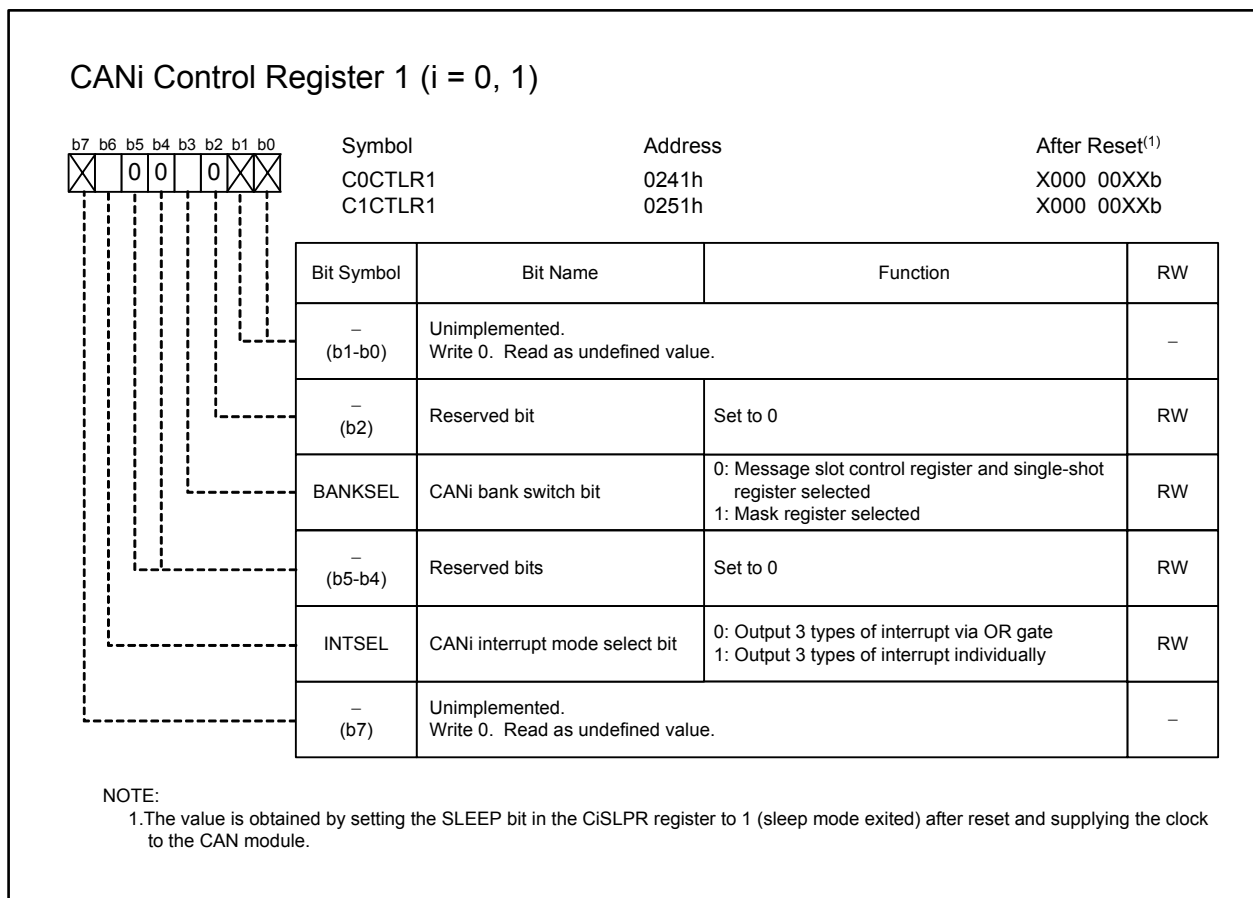 CANi Control Register 1 (i = 0, 1)
b7 b6 b5 b4 b3 b2 b1 b0
0 0 0
Symbol Address After Reset(1)
C0CTLR1 0241h X000 00XXb
C1CTLR1 0251h X000 00XXb
Bit Symbol Bit Name Function RW
–
(b1-b0)
Unimplemented.
Write 0. Read as undefined value.
–
–
(b2)
Reserved bit
Set to 0
RW
BANKSEL
CANi bank switch bit
0: Message slot control register and single-shot
register selected
1: Mask register selected
RW
–
(b5-b4)
Reserved bits
Set to 0
RW
INTSEL
CANi interrupt mode select bit
0: Output 3 types of interrupt via OR gate
1: Output 3 types of interrupt individually
RW
–
(b7)
Unimplemented.
Write 0. Read as undefined value.
–
NOTE:
1.The value is obtained by setting the SLEEP bit in the CiSLPR register to 1 (sleep mode exited) after reset and supplying the clock
to the CAN module.